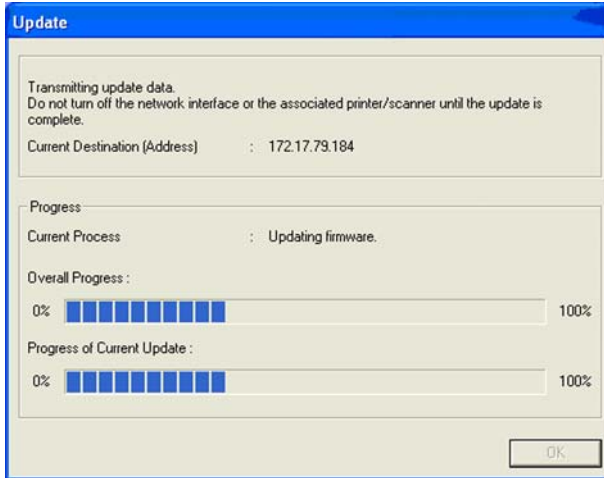 Update
Transmitting update data.
Do not turn off the network interface or the associated printer/scanner until the update is
complete.
Current Destination (Address) : 172.17.79.184
Progress
Current Process : Updating firmware.
Overall Progress :
0% 100%
Progress of Current Update :
0% 100%
OK